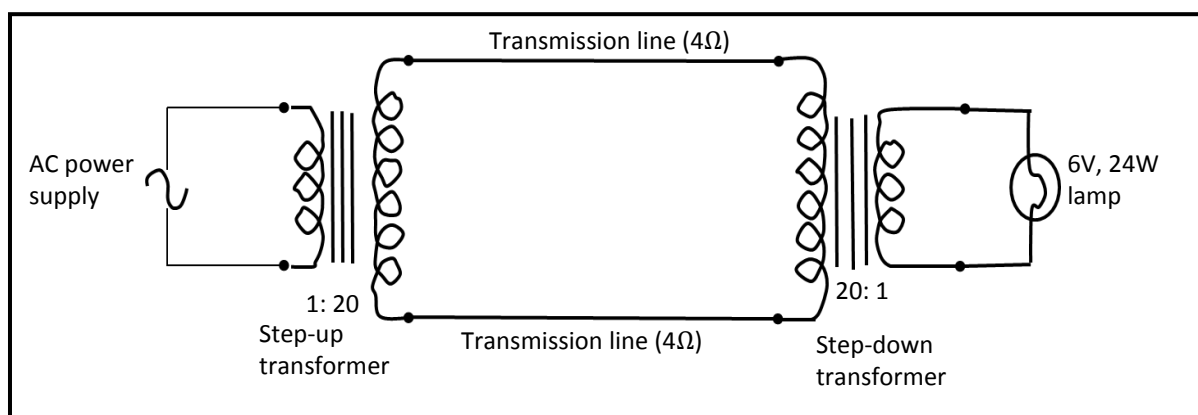 Transmission line (4Ω)
AC power
supply
6V, 24W
lamp
1: 20
20: 1
Step-up
transformer
Transmission line (4Ω)
Step-down
transformer